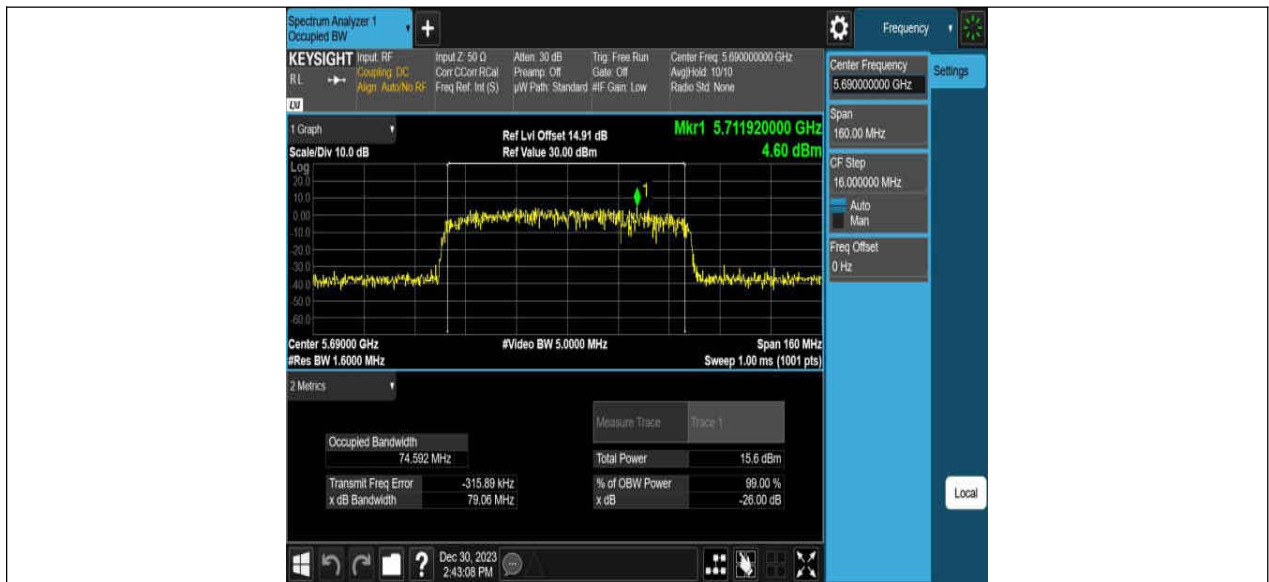 Spectrum Analyzer 1
Occupied BW
+
Frequency
KEYSIGHT
RL
LXI
Input: RF
Coupling: DC
Align: Auto/No RF
Input Z: 50 Ω
Corr CCorr RCal
Freq Ref: Int (S)
Atten: 30 dB
Preamp: Off
µW Path: Standard
Trig: Free Run
Gate: Off
#IF Gain: Low
Center Freq: 5.690000000 GHz
Avg|Hold: 10/10
Radio Std: None
Center Frequency
5.690000000 GHz
Settings
Span
160.00 MHz
CF Step
16.000000 MHz
Auto
Man
Freq Offset
0 Hz
Local
1 Graph
Scale/Div 10.0 dB
Ref Lvl Offset 14.91 dB
Ref Value 30.00 dBm
Mkr1 5.711920000 GHz
4.60 dBm
Log
20.0
10.0
0.00
-10.0
-20.0
-30.0
-40.0
-50.0
-60.0
1
Center 5.69000 GHz
#Res BW 1.6000 MHz
#Video BW 5.0000 MHz
Span 160 MHz
Sweep 1.00 ms (1001 pts)
2 Metrics
Measure Trace
Trace 1
Occupied Bandwidth
74.592 MHz
Total Power
15.6 dBm
Transmit Freq Error
-315.89 kHz
% of OBW Power
99.00 %
x dB Bandwidth
79.06 MHz
x dB
-26.00 dB
?
Dec 30, 2023
2:43:08 PM